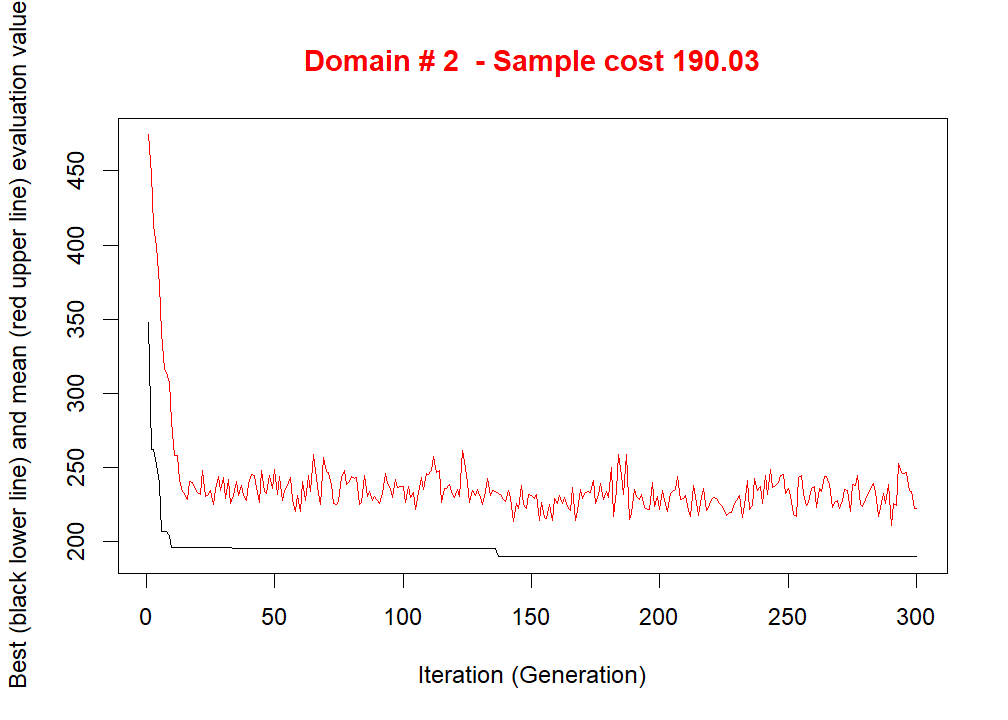 Domain # 2  - Sample cost 190.03
Best (black lower line) and mean (red upper line) evaluation value
450
400
350
300
250
200
0 50 100 150 200 250 300
Iteration (Generation)